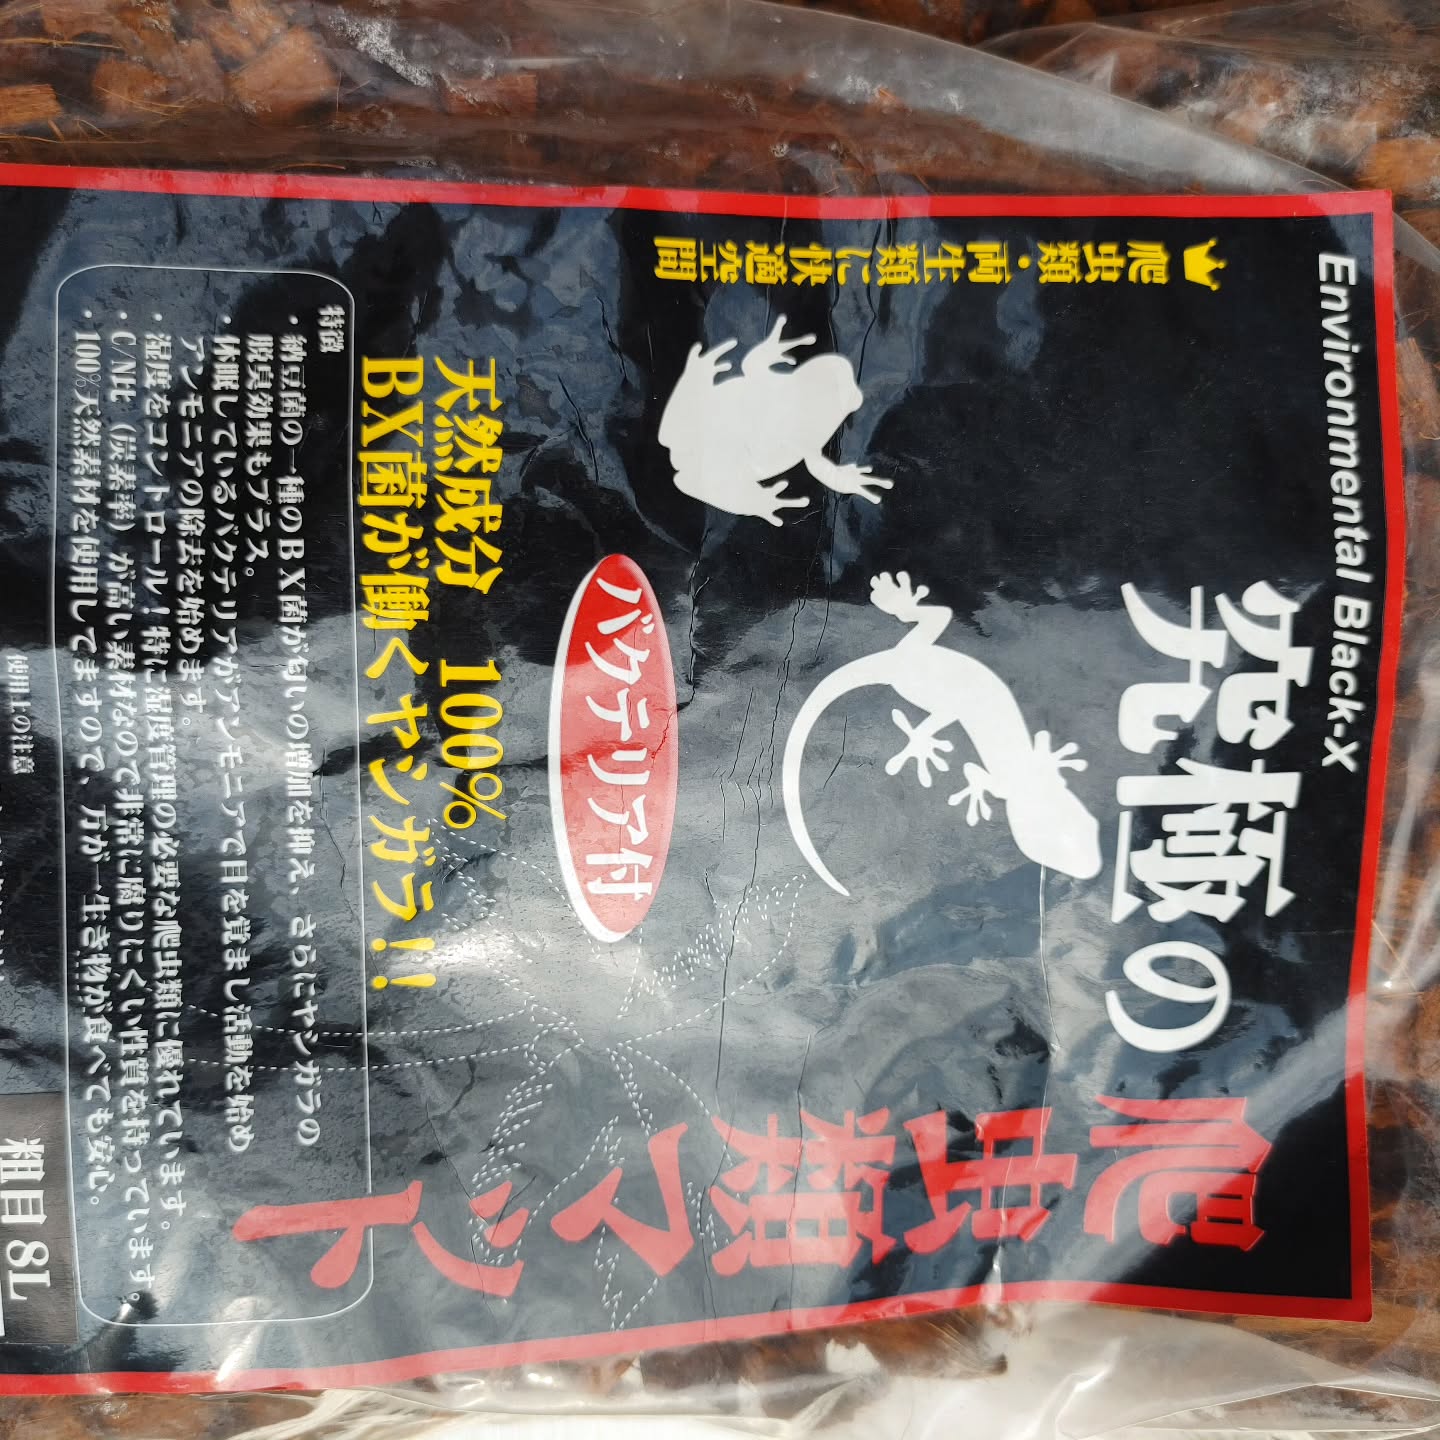 Environmental Black-x
究極の
爬虫類マット
爬虫類・両生類に快適空間
バクテリア付
天然成分 100%
BX菌が働くヤシガラ!!
特徴
・納豆菌の一種のBX菌が匂いの増加を抑え、さらにヤシガラの
脱臭効果もプラス。
・休眠しているバクテリアがアンモニアで目を覚まし活動を始め
アンモニアの除去を始めます。
・湿度をコントロール！特に湿度管理の必要な爬虫類に優れています。
・C/N比（炭素率）が高い素材なので非常に腐りにくい性質を持っています。
・100%天然素材を使用してますので、万が一生き物が食べても安心。
使用上の注意
粗目 8L